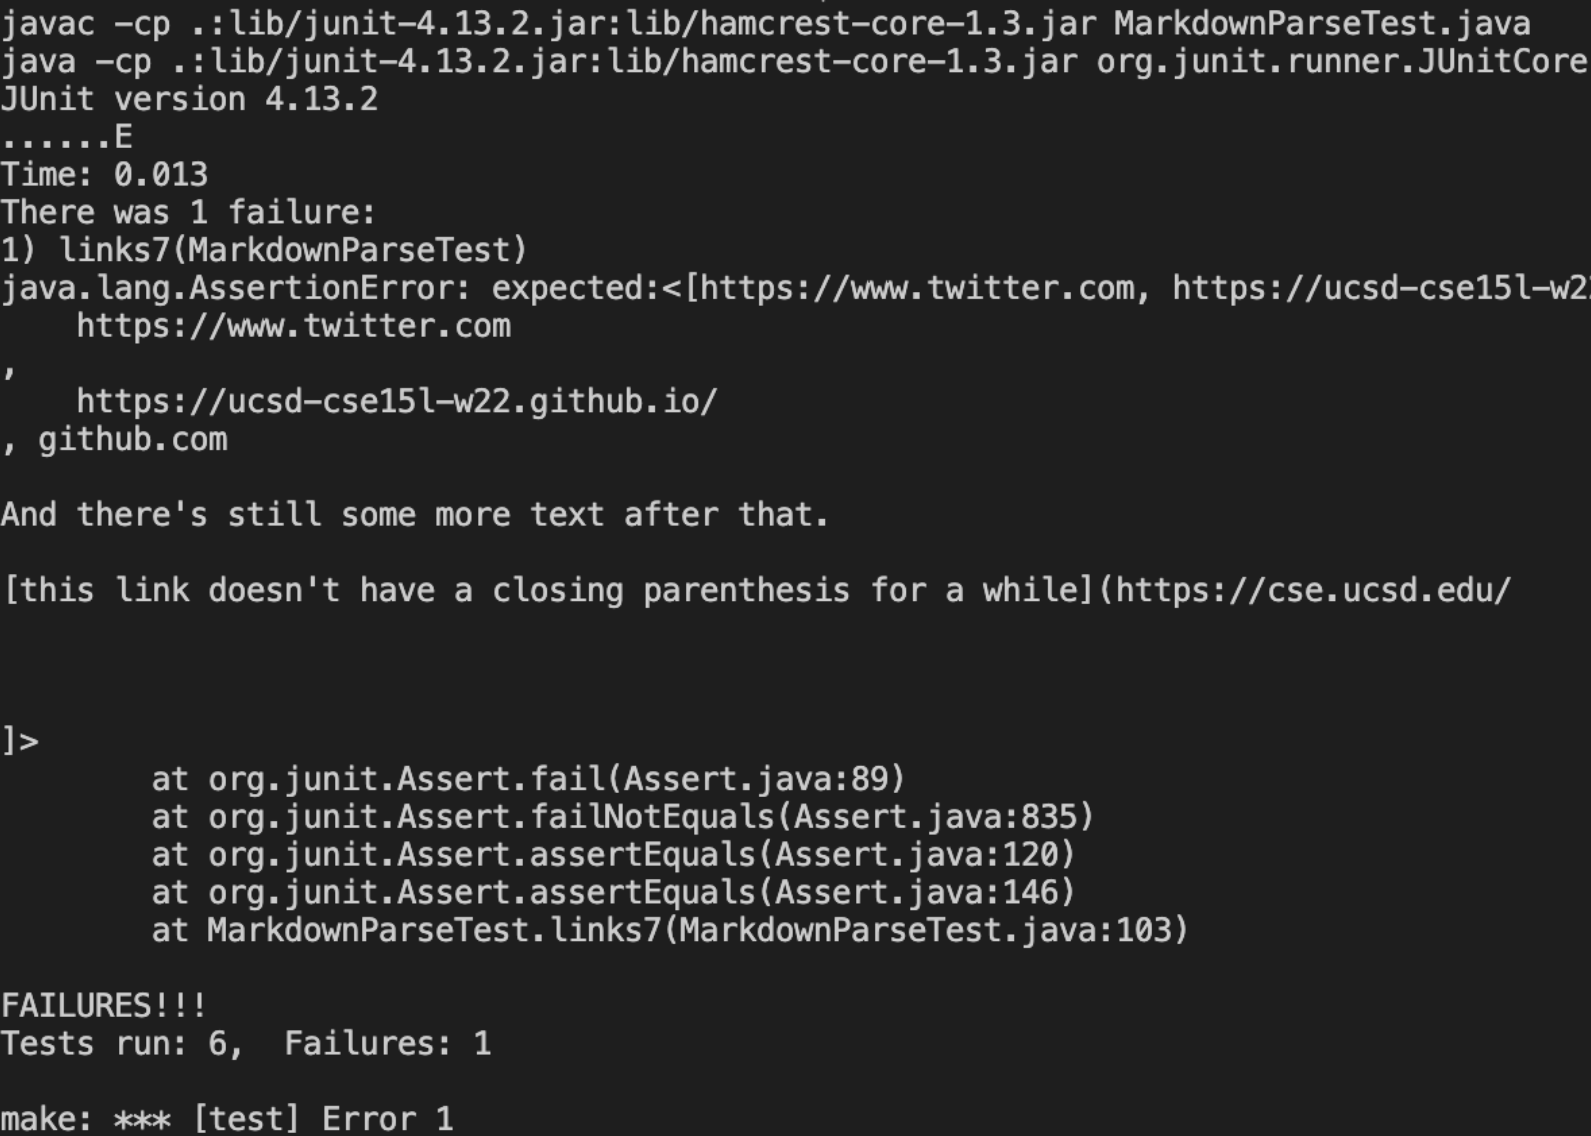 javac -cp .:lib/junit-4.13.2.jar:lib/hamcrest-core-1.3.jar MarkdownParseTest.java
java -cp .:lib/junit-4.13.2.jar:lib/hamcrest-core-1.3.jar org.junit.runner.JUnitCore
JUnit version 4.13.2
......E
Time: 0.013
There was 1 failure:
1) links7(MarkdownParseTest)
java.lang.AssertionError: expected:<[https://www.twitter.com, https://ucsd-cse15l-w2
    https://www.twitter.com
,
    https://ucsd-cse15l-w22.github.io/
, github.com

And there's still some more text after that.

[this link doesn't have a closing parenthesis for a while](https://cse.ucsd.edu/



]>
        at org.junit.Assert.fail(Assert.java:89)
        at org.junit.Assert.failNotEquals(Assert.java:835)
        at org.junit.Assert.assertEquals(Assert.java:120)
        at org.junit.Assert.assertEquals(Assert.java:146)
        at MarkdownParseTest.links7(MarkdownParseTest.java:103)

FAILURES!!!
Tests run: 6,  Failures: 1

make: *** [test] Error 1